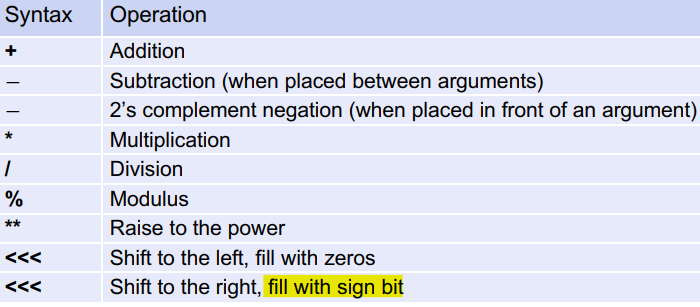 Syntax Operation
+ Addition
— Subtraction (when placed between arguments)
— 2's complement negation (when placed in front of an argument)
* Multiplication
/ Division
% Modulus
** Raise to the power
<<< Shift to the left, fill with zeros
<<< Shift to the right, fill with sign bit